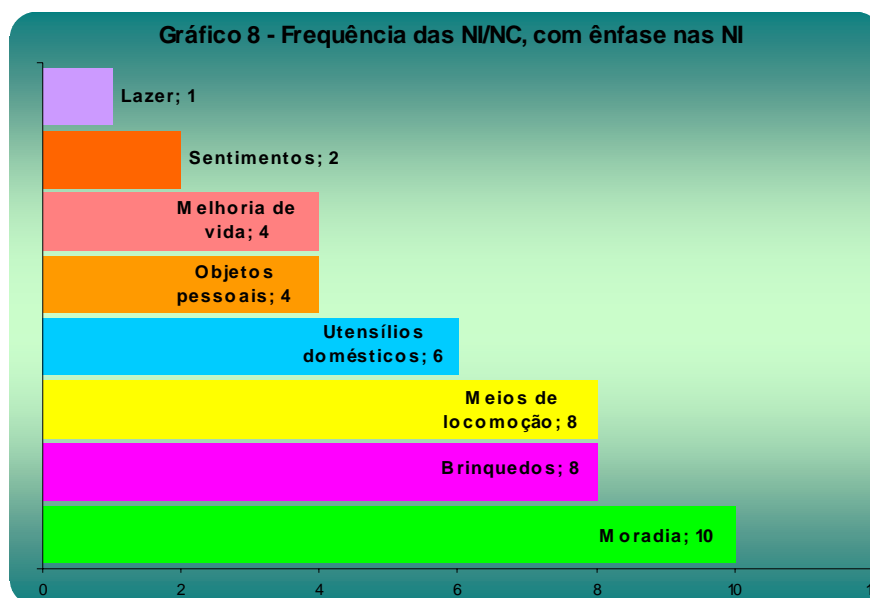 Gráfico 8 - Frequência das NI/NC, com ênfase nas NI
Lazer; 1
Sentimentos; 2
Melhoria de
vida; 4
Objetos
pessoais; 4
Utensílios
domésticos; 6
Meios de
locomoção; 8
Brinquedos; 8
Moradia; 10
0 2 4 6 8 10